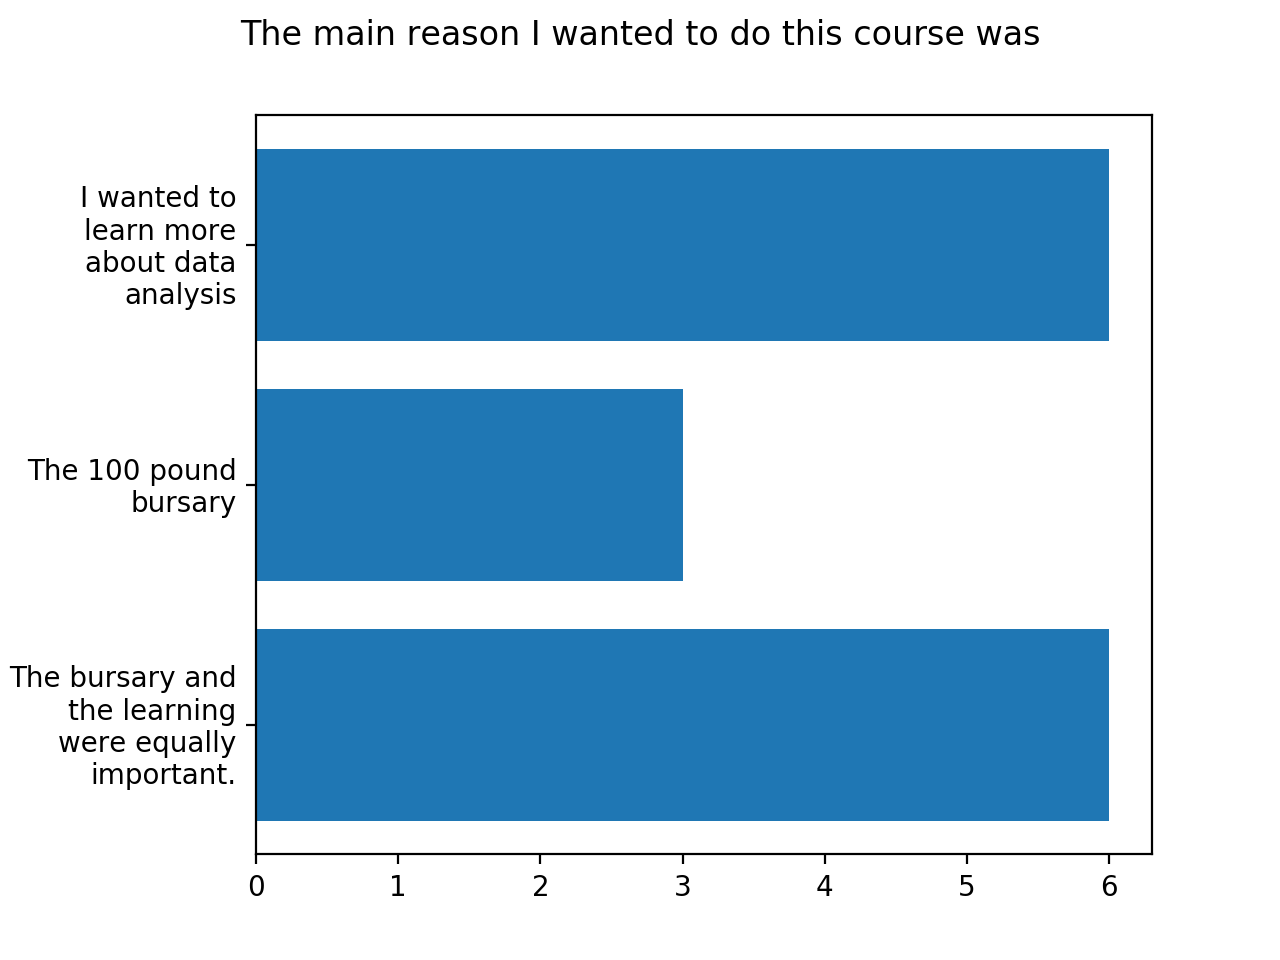 The main reason I wanted to do this course was
I wanted to
learn more
about data
analysis
The 100 pound
bursary
The bursary and
the learning
were equally
important.
0 1 2 3 4 5 6